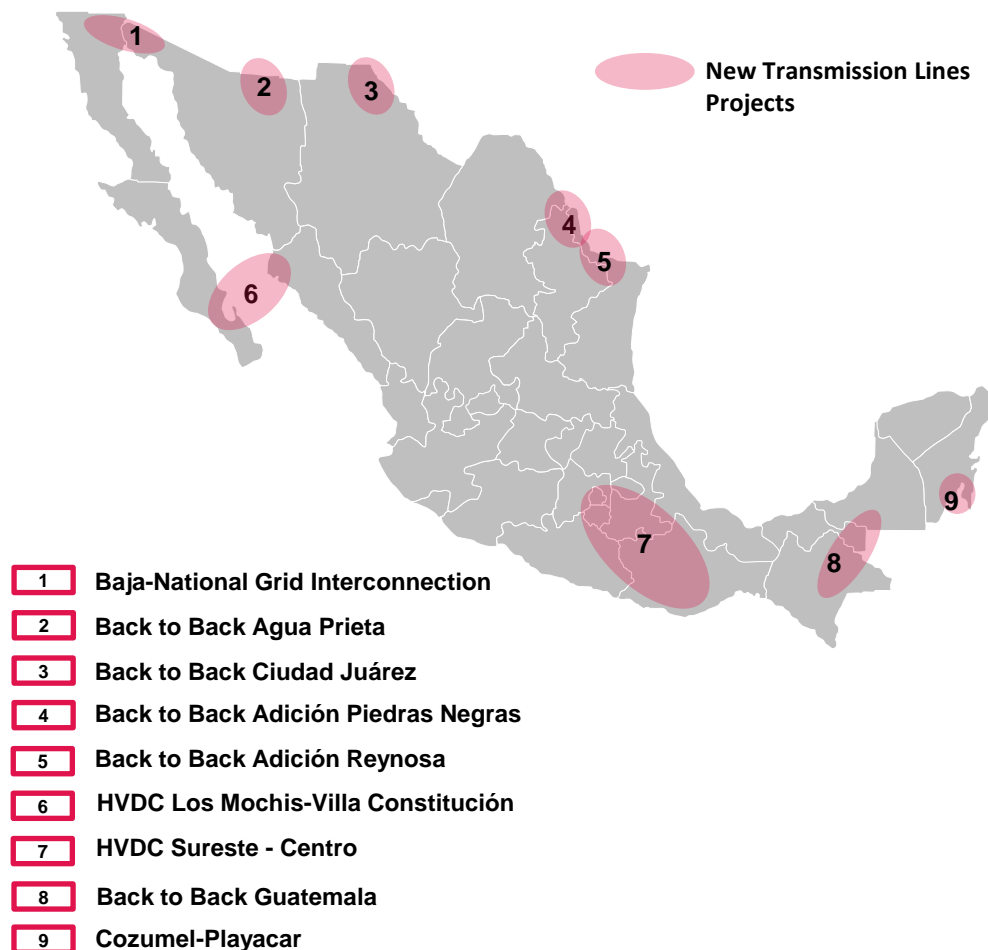 1
2
3
4
5
6
7
8
9
New Transmission Lines
Projects
1 Baja-National Grid Interconnection
2 Back to Back Agua Prieta
3 Back to Back Ciudad Juárez
4 Back to Back Adición Piedras Negras
5 Back to Back Adición Reynosa
6 HVDC Los Mochis-Villa Constitución
7 HVDC Sureste - Centro
8 Back to Back Guatemala
9 Cozumel-Playacar